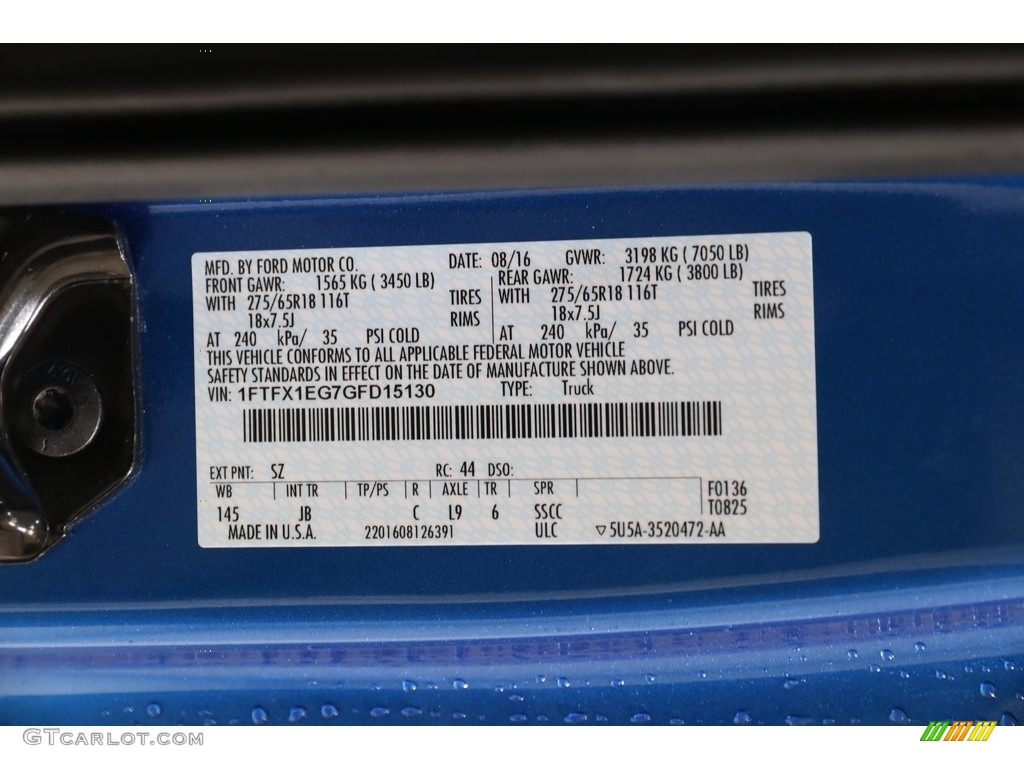 MFD. BY FORD MOTOR CO. DATE: 08/16 GVWR: 3198 KG ( 7050 LB)
FRONT GAWR: 1565 KG ( 3450 LB) REAR GAWR: 1724 KG ( 3800 LB)
WITH 275/65R18 116T TIRES WITH 275/65R18 116T TIRES
18x7.5J RIMS 18x7.5J RIMS
AT 240 kPa/ 35 PSI COLD AT 240 kPa/ 35 PSI COLD
THIS VEHICLE CONFORMS TO ALL APPLICABLE FEDERAL MOTOR VEHICLE
SAFETY STANDARDS IN EFFECT ON THE DATE OF MANUFACTURE SHOWN ABOVE.
VIN: 1FTFX1EG7GFD15130 TYPE: Truck
EXT PNT: SZ RC: 44 DSO:
WB INT TR TP/PS R AXLE TR SPR F0136
145 JB C L9 6 SSCC T0825
MADE IN U.S.A. 2201608126391 ULC ▽5U5A-3520472-AA
GTcarlot.com